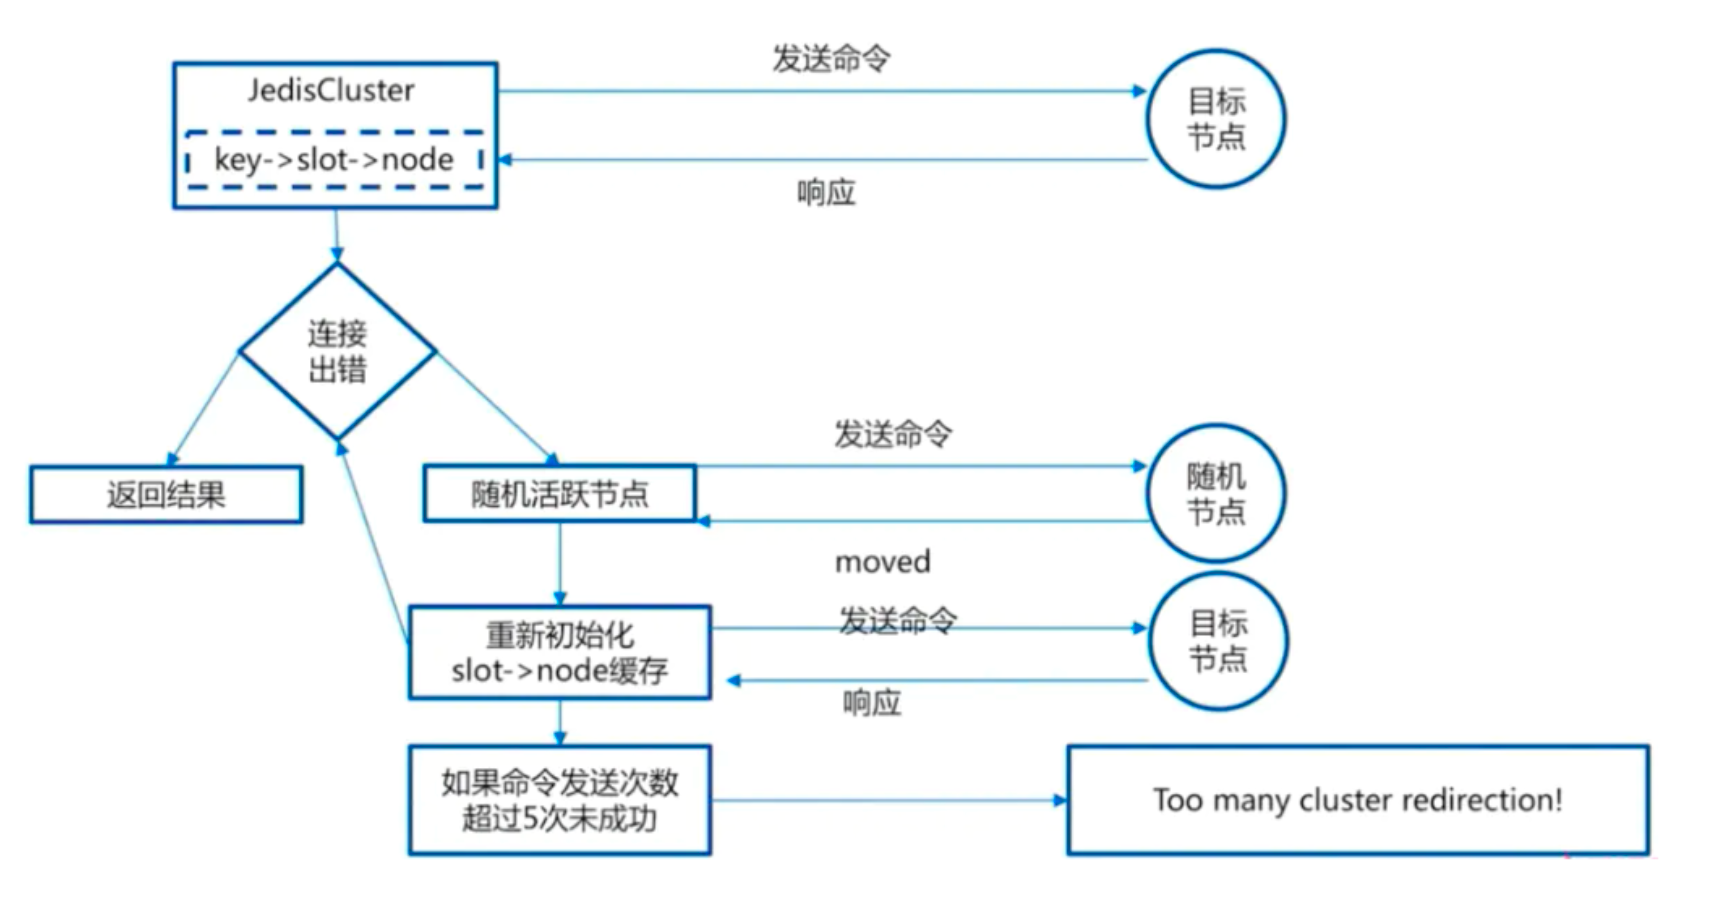 发送命令
JedisCluster
key->slot->node
目标
节点
响应
连接
出错
发送命令
返回结果
随机活跃节点
随机
节点
moved
发送命令
重新初始化
slot->node缓存
目标
节点
响应
如果命令发送次数
超过5次未成功
Too many cluster redirection!